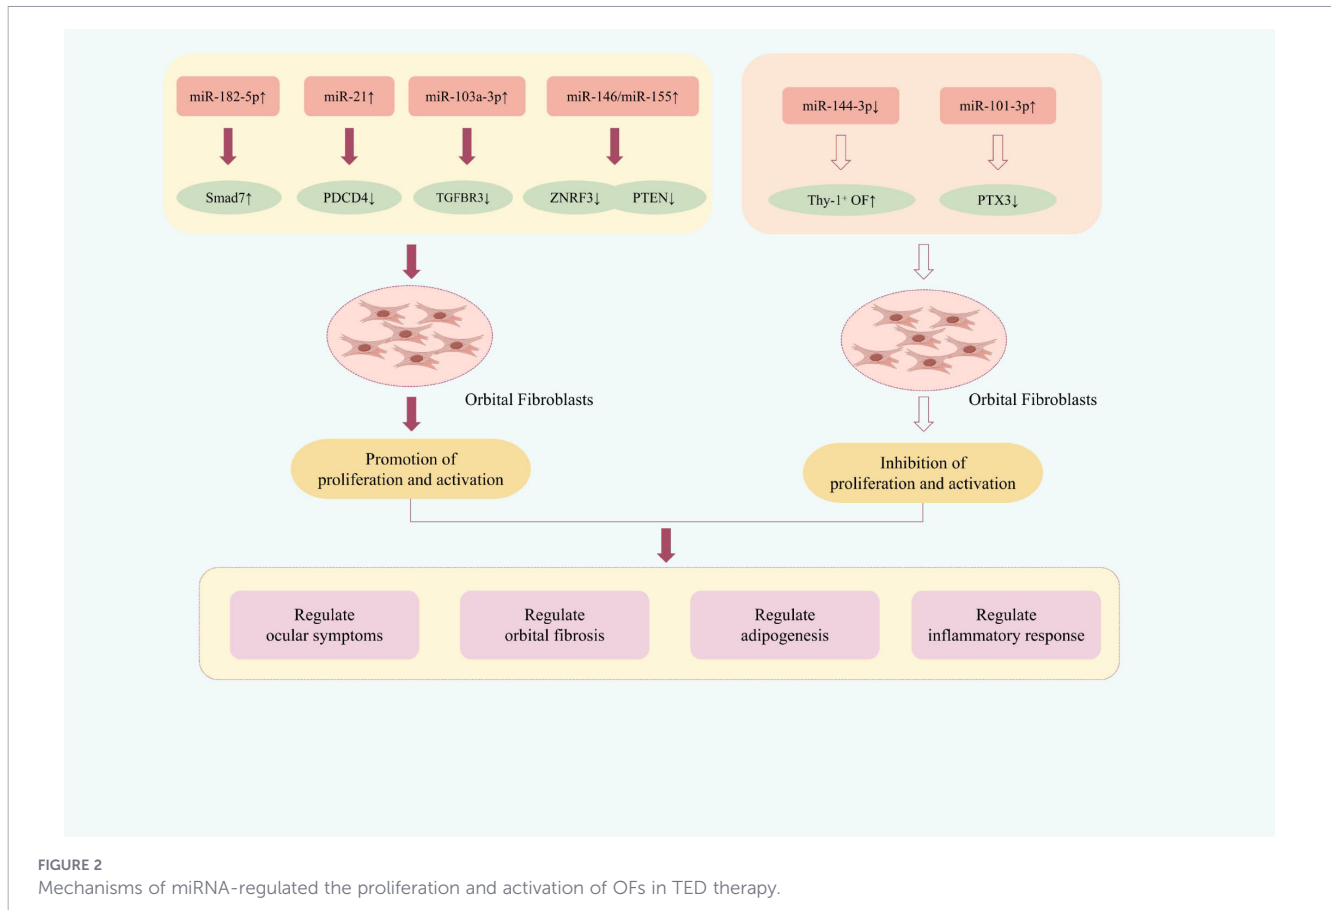 miR-182-5p↑
miR-21↑
miR-103a-3p↑
miR-146/miR-155↑
miR-144-3p↓
miR-101-3p↑
Smad7↑
PDCD4↓
TGFBR3↓
ZNRF3↓
PTEN↓
Thy-1⁺ OF↑
PTX3↓
Orbital Fibroblasts
Orbital Fibroblasts
Promotion of
proliferation and activation
Inhibition of
proliferation and activation
Regulate
ocular symptoms
Regulate
orbital fibrosis
Regulate
adipogenesis
Regulate
inflammatory response
FIGURE 2
Mechanisms of miRNA-regulated the proliferation and activation of OFs in TED therapy.